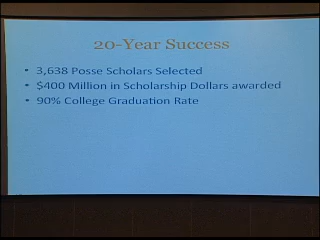 20-Year Success
• 3,638 Posse Scholars Selected
• $400 Million in Scholarship Dollars awarded
• 90% College Graduation Rate